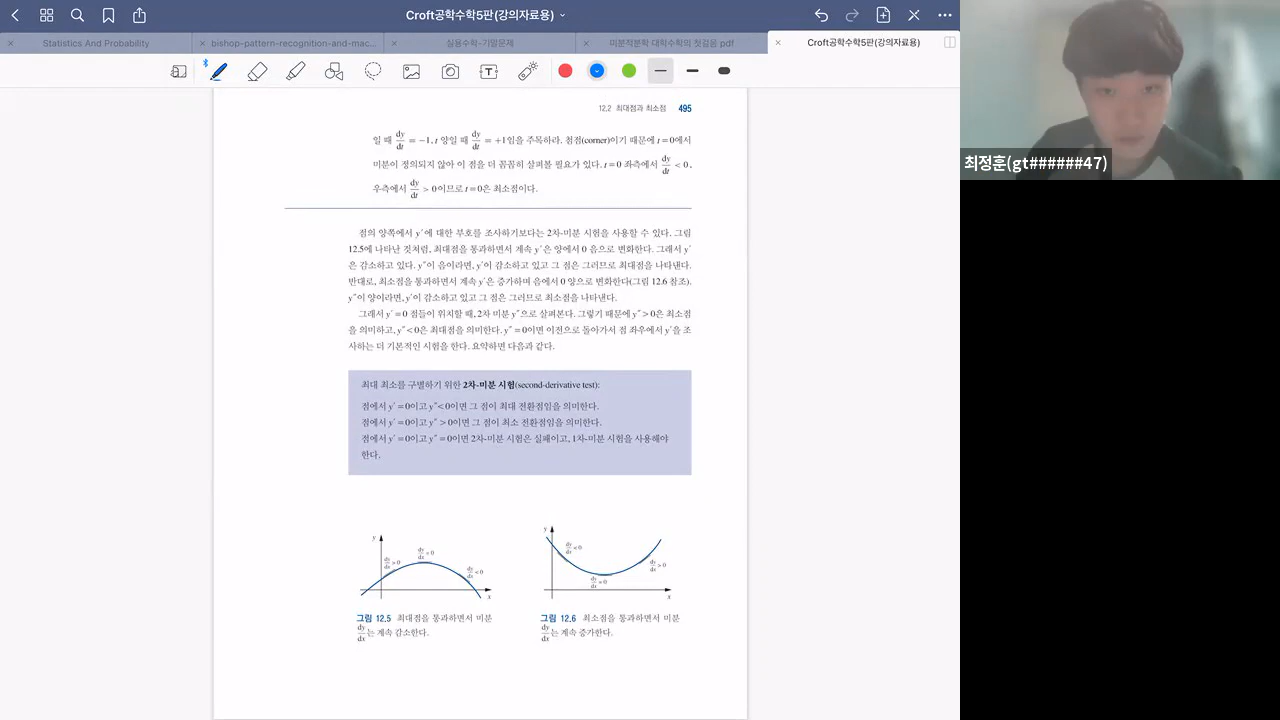 Croft공학수학5판(강의자료용)
Statistics And Probability
bishop-pattern-recognition-and-mac...
실용수학-기말문제
미분적분학 대학수학의 첫걸음.pdf
Croft공학수학5판(강의자료용)
12.2 최대점과 최소점 495
일 때 dy/dt = −1, t 양일 때 dy/dt = +1임을 주목하라. 첨점(corner)이기 때문에 t = 0에서
미분이 정의되지 않아 이 점을 더 꼼꼼히 살펴볼 필요가 있다. t = 0 좌측에서 dy/dt < 0,
우측에서 dy/dt > 0이므로 t = 0은 최소점이다.
점의 양쪽에서 y′에 대한 부호를 조사하기보다는 2차-미분 시험을 사용할 수 있다. 그림
12.5에 나타난 것처럼, 최대점을 통과하면서 계속 y′은 양에서 0 음으로 변화한다. 그래서 y′
은 감소하고 있다. y″이 음이라면, y′이 감소하고 있고 그 점은 그러므로 최대점을 나타낸다.
반대로, 최소점을 통과하면서 계속 y′은 증가하며 음에서 0 양으로 변화한다(그림 12.6 참조).
y″이 양이라면, y′이 감소하고 있고 그 점은 그러므로 최소점을 나타낸다.
그래서 y′ = 0 점들이 위치할 때, 2차 미분 y″으로 살펴본다. 그렇기 때문에 y″ > 0은 최소점
을 의미하고, y″ < 0은 최대점을 의미한다. y″ = 0이면 이전으로 돌아가서 점 좌우에서 y′을 조
사하는 더 기본적인 시험을 한다. 요약하면 다음과 같다.
최대 최소를 구별하기 위한 2차-미분 시험(second-derivative test):
점에서 y′ = 0이고 y″ < 0이면 그 점이 최대 전환점임을 의미한다.
점에서 y′ = 0이고 y″ > 0이면 그 점이 최소 전환점임을 의미한다.
점에서 y′ = 0이고 y″ = 0이면 2차-미분 시험은 실패이고, 1차-미분 시험을 사용해야
한다.
y
dy/dx > 0
dy/dx = 0
dy/dx < 0
x
y
dy/dx < 0
dy/dx = 0
dy/dx > 0
x
그림 12.5 최대점을 통과하면서 미분
dy/dx는 계속 감소한다.
그림 12.6 최소점을 통과하면서 미분
dy/dx는 계속 증가한다.
최정훈(gt######47)